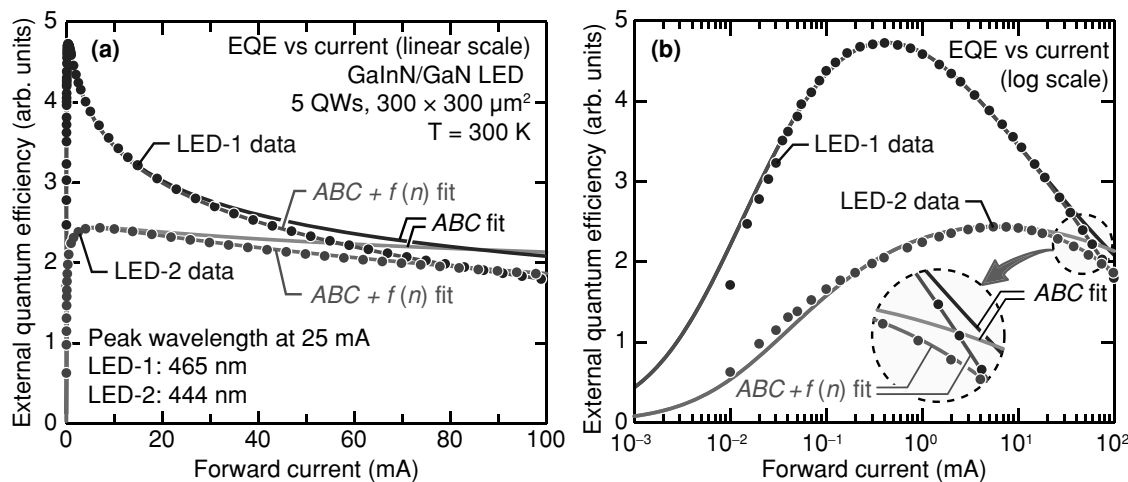 (a)
EQE vs current (linear scale)
GaInN/GaN LED
5 QWs, 300 × 300 µm²
T = 300 K
LED-1 data
ABC + f (n) fit
ABC fit
LED-2 data
ABC + f (n) fit
Peak wavelength at 25 mA
LED-1: 465 nm
LED-2: 444 nm
External quantum efficiency (arb. units)
5
4
3
2
1
0
0 20 40 60 80 100
Forward current (mA)
(b)
EQE vs current
(log scale)
LED-1 data
LED-2 data
ABC fit
ABC + f (n) fit
External quantum efficiency (arb. units)
5
4
3
2
1
0
10⁻³ 10⁻² 10⁻¹ 10⁰ 10¹ 10²
Forward current (mA)